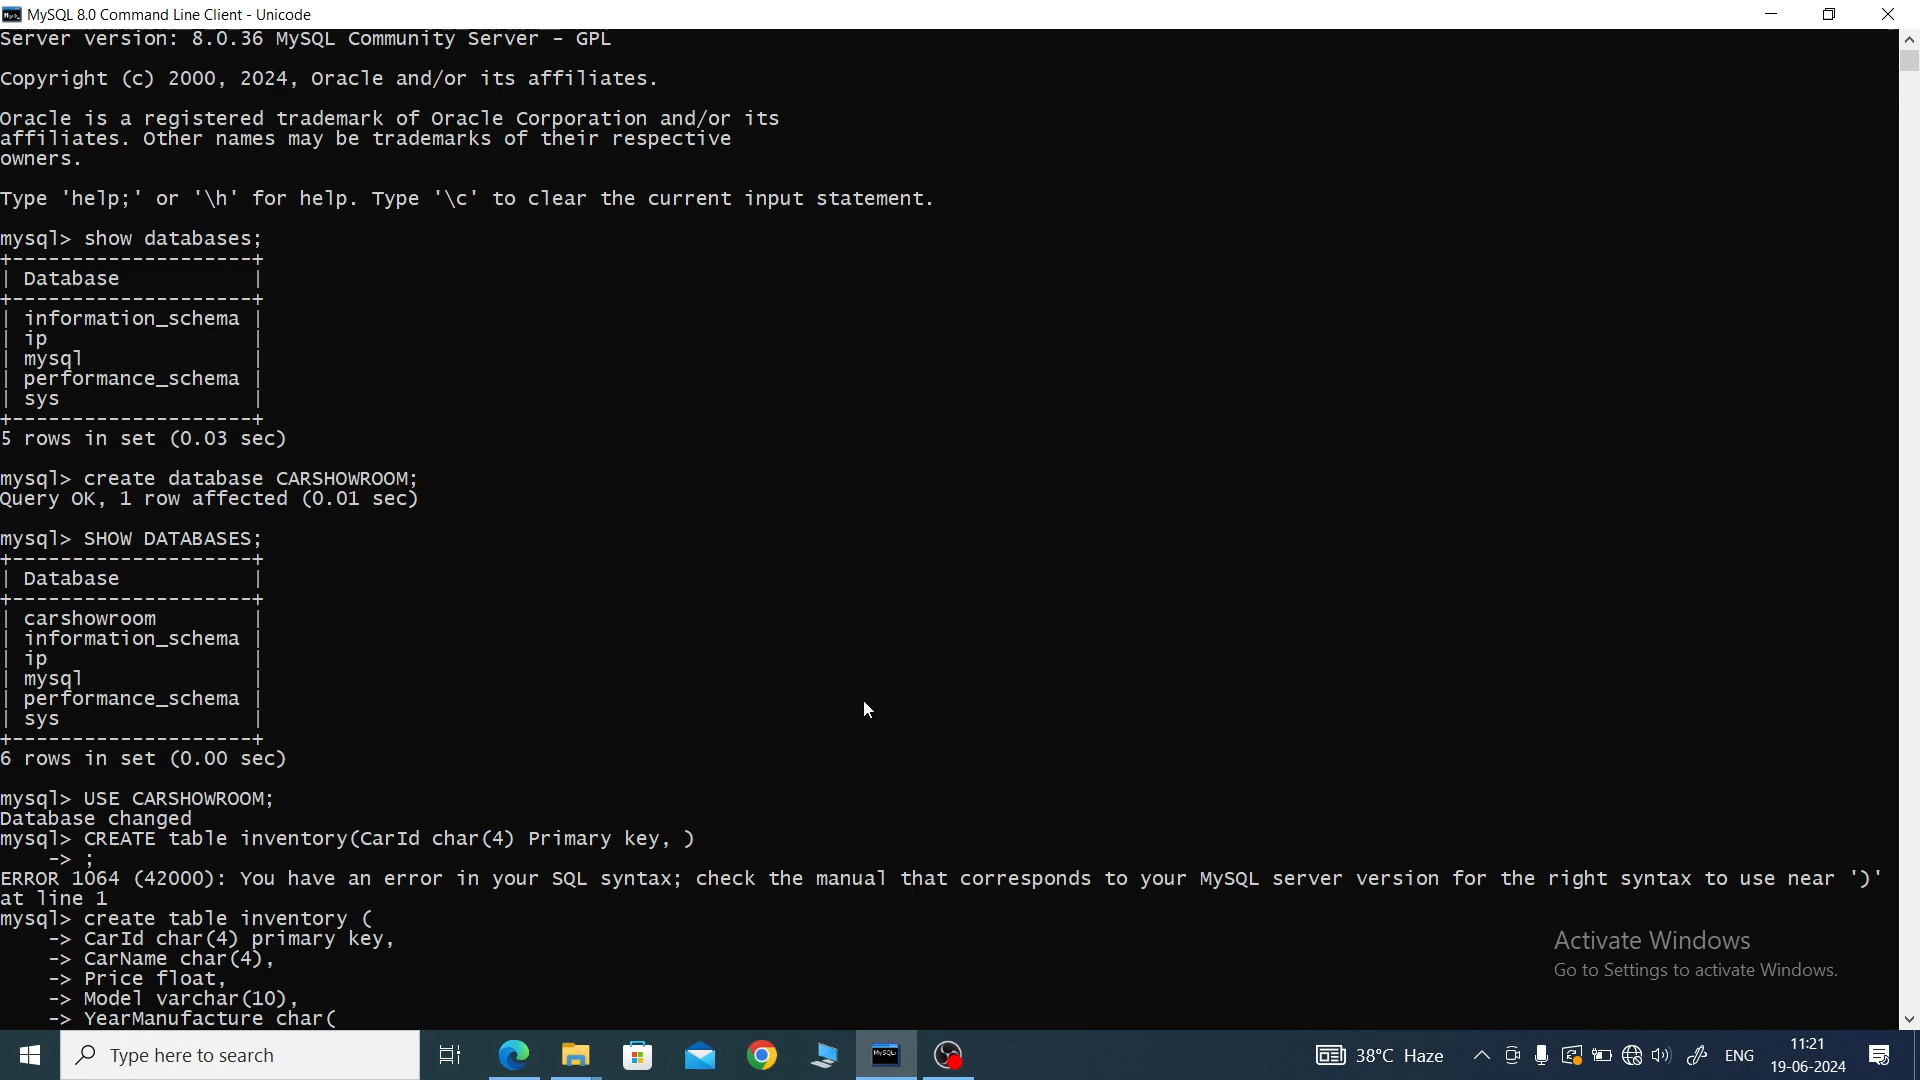 MySQL 8.0 Command Line Client - Unicode
Server version: 8.0.36 MySQL Community Server - GPL
Copyright (c) 2000, 2024, Oracle and/or its affiliates.
Oracle is a registered trademark of Oracle Corporation and/or its
affiliates. Other names may be trademarks of their respective
owners.
Type 'help;' or '\h' for help. Type '\c' to clear the current input statement.
mysql> show databases;
+--------------------+
| Database           |
+--------------------+
| information_schema |
| ip                 |
| mysql              |
| performance_schema |
| sys                |
+--------------------+
5 rows in set (0.03 sec)
mysql> create database CARSHOWROOM;
Query OK, 1 row affected (0.01 sec)
mysql> SHOW DATABASES;
+--------------------+
| Database           |
+--------------------+
| carshowroom        |
| information_schema |
| ip                 |
| mysql              |
| performance_schema |
| sys                |
+--------------------+
6 rows in set (0.00 sec)
mysql> USE CARSHOWROOM;
Database changed
mysql> CREATE table inventory(CarId char(4) Primary key, )
    -> ;
ERROR 1064 (42000): You have an error in your SQL syntax; check the manual that corresponds to your MySQL server version for the right syntax to use near ')'
at line 1
mysql> create table inventory (
    -> CarId char(4) primary key,
    -> CarName char(4),
    -> Price float,
    -> Model varchar(10),
    -> YearManufacture char(
Activate Windows
Go to Settings to activate Windows.
Type here to search
MySQL
38°C Haze
ENG
11:21
19-06-2024